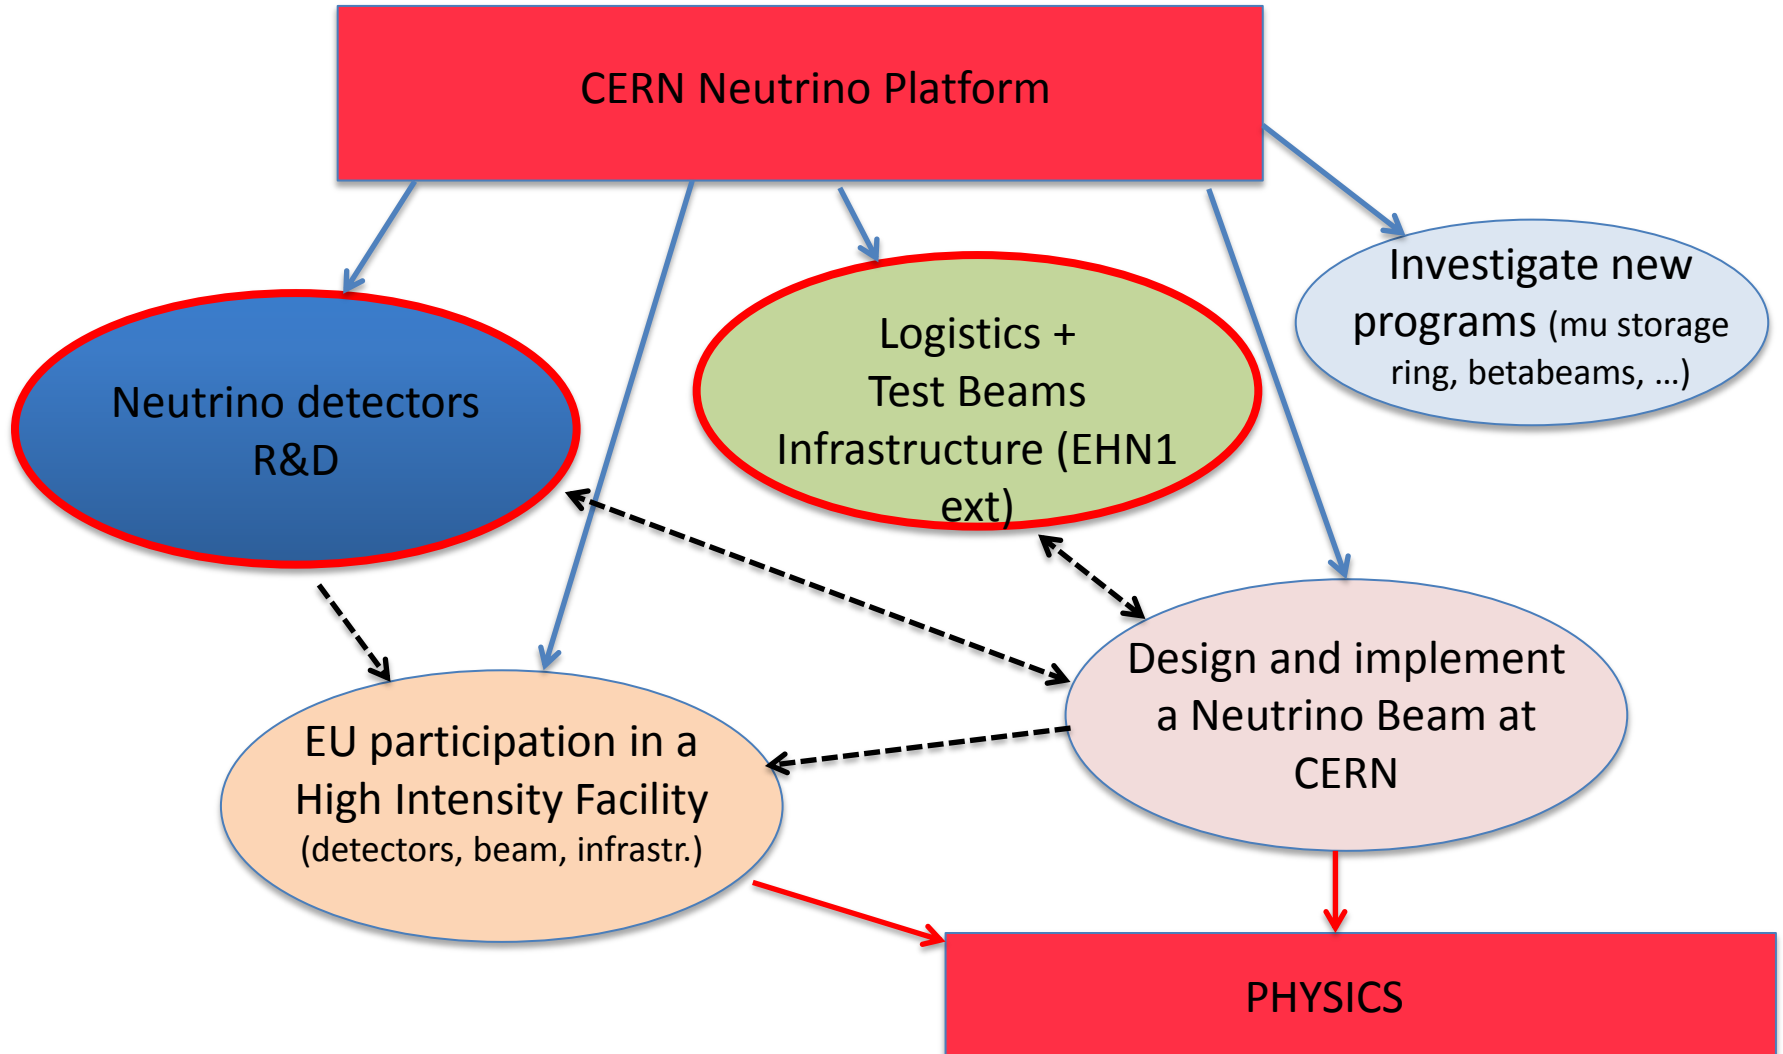 CERN Neutrino Platform
Investigate new
programs (mu storage
ring, betabeams, ...)
Logistics +
Test Beams
Infrastructure (EHN1
ext)
Neutrino detectors
R&D
Design and implement
a Neutrino Beam at
CERN
EU participation in a
High Intensity Facility
(detectors, beam, infrastr.)
PHYSICS